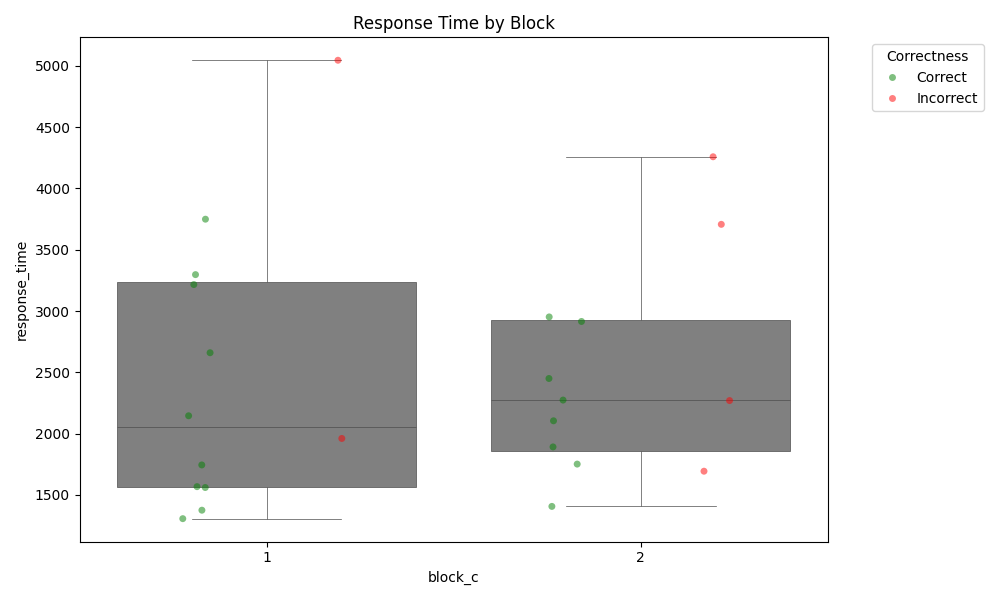 Response Time by Block
Correctness
Correct
Incorrect
response_time
5000
4500
4000
3500
3000
2500
2000
1500
1
2
block_c